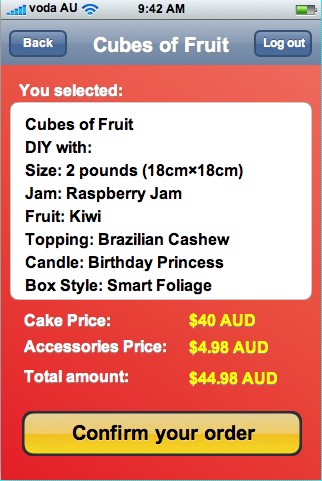 voda AU 9:42 AM
Back Cubes of Fruit Log out
You selected:
Cubes of Fruit
DIY with:
Size: 2 pounds (18cm×18cm)
Jam: Raspberry Jam
Fruit: Kiwi
Topping: Brazilian Cashew
Candle: Birthday Princess
Box Style: Smart Foliage
Cake Price: $40 AUD
Accessories Price: $4.98 AUD
Total amount: $44.98 AUD
Confirm your order